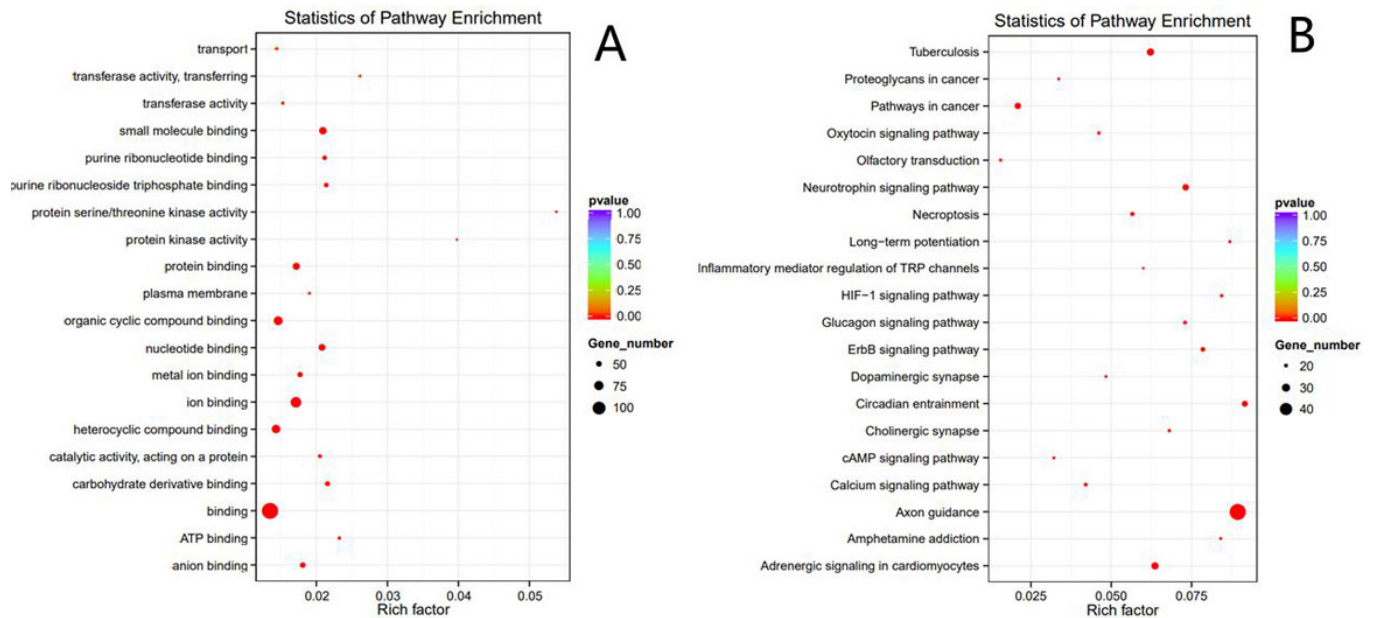 Statistics of Pathway Enrichment
A
transport
transferase activity, transferring
transferase activity
small molecule binding
purine ribonucleotide binding
purine ribonucleoside triphosphate binding
protein serine/threonine kinase activity
protein kinase activity
protein binding
plasma membrane
organic cyclic compound binding
nucleotide binding
metal ion binding
ion binding
heterocyclic compound binding
catalytic activity, acting on a protein
carbohydrate derivative binding
binding
ATP binding
anion binding
0.02 0.03 0.04 0.05
Rich factor
pvalue
1.00
0.75
0.50
0.25
0.00
Gene_number
50
75
100
Statistics of Pathway Enrichment
B
Tuberculosis
Proteoglycans in cancer
Pathways in cancer
Oxytocin signaling pathway
Olfactory transduction
Neurotrophin signaling pathway
Necroptosis
Long−term potentiation
Inflammatory mediator regulation of TRP channels
HIF−1 signaling pathway
Glucagon signaling pathway
ErbB signaling pathway
Dopaminergic synapse
Circadian entrainment
Cholinergic synapse
cAMP signaling pathway
Calcium signaling pathway
Axon guidance
Amphetamine addiction
Adrenergic signaling in cardiomyocytes
0.025 0.050 0.075
Rich factor
pvalue
1.00
0.75
0.50
0.25
0.00
Gene_number
20
30
40